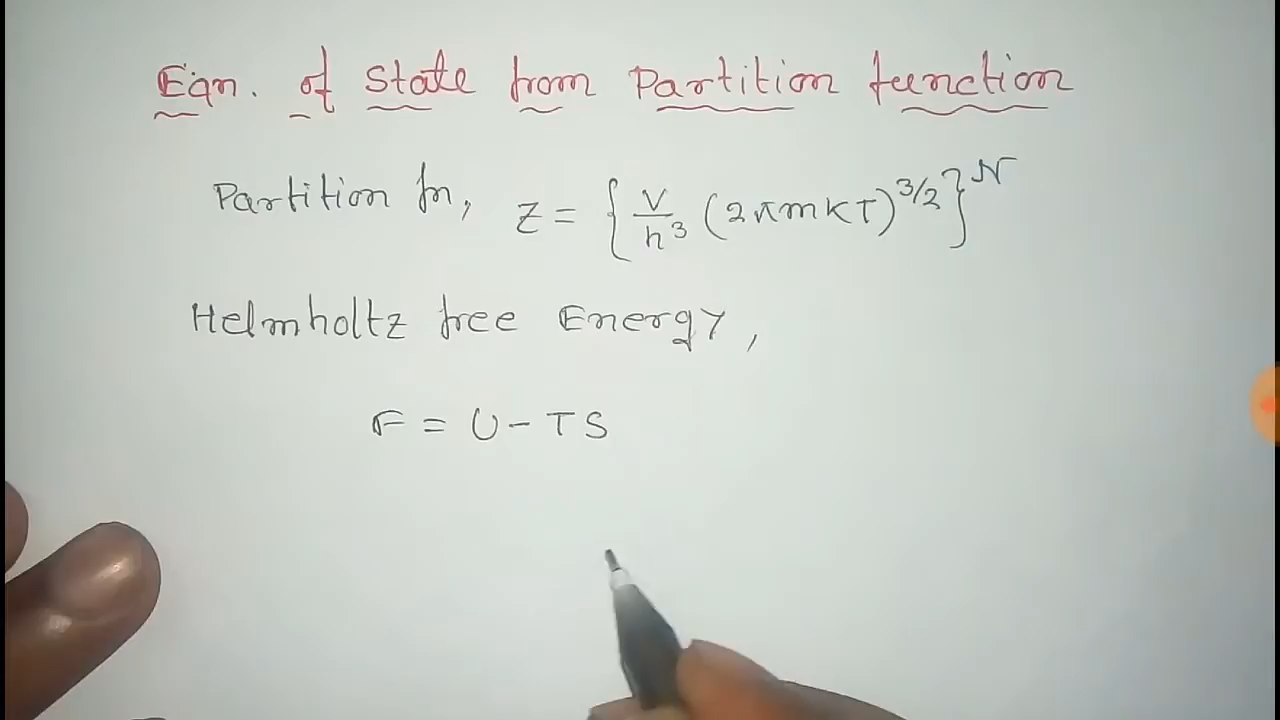 Eqn. of State from Partition function
Partition fn, Z = { V/h³ (2πmKT)^3/2 }^N
Helmholtz free Energy,
F = U - TS